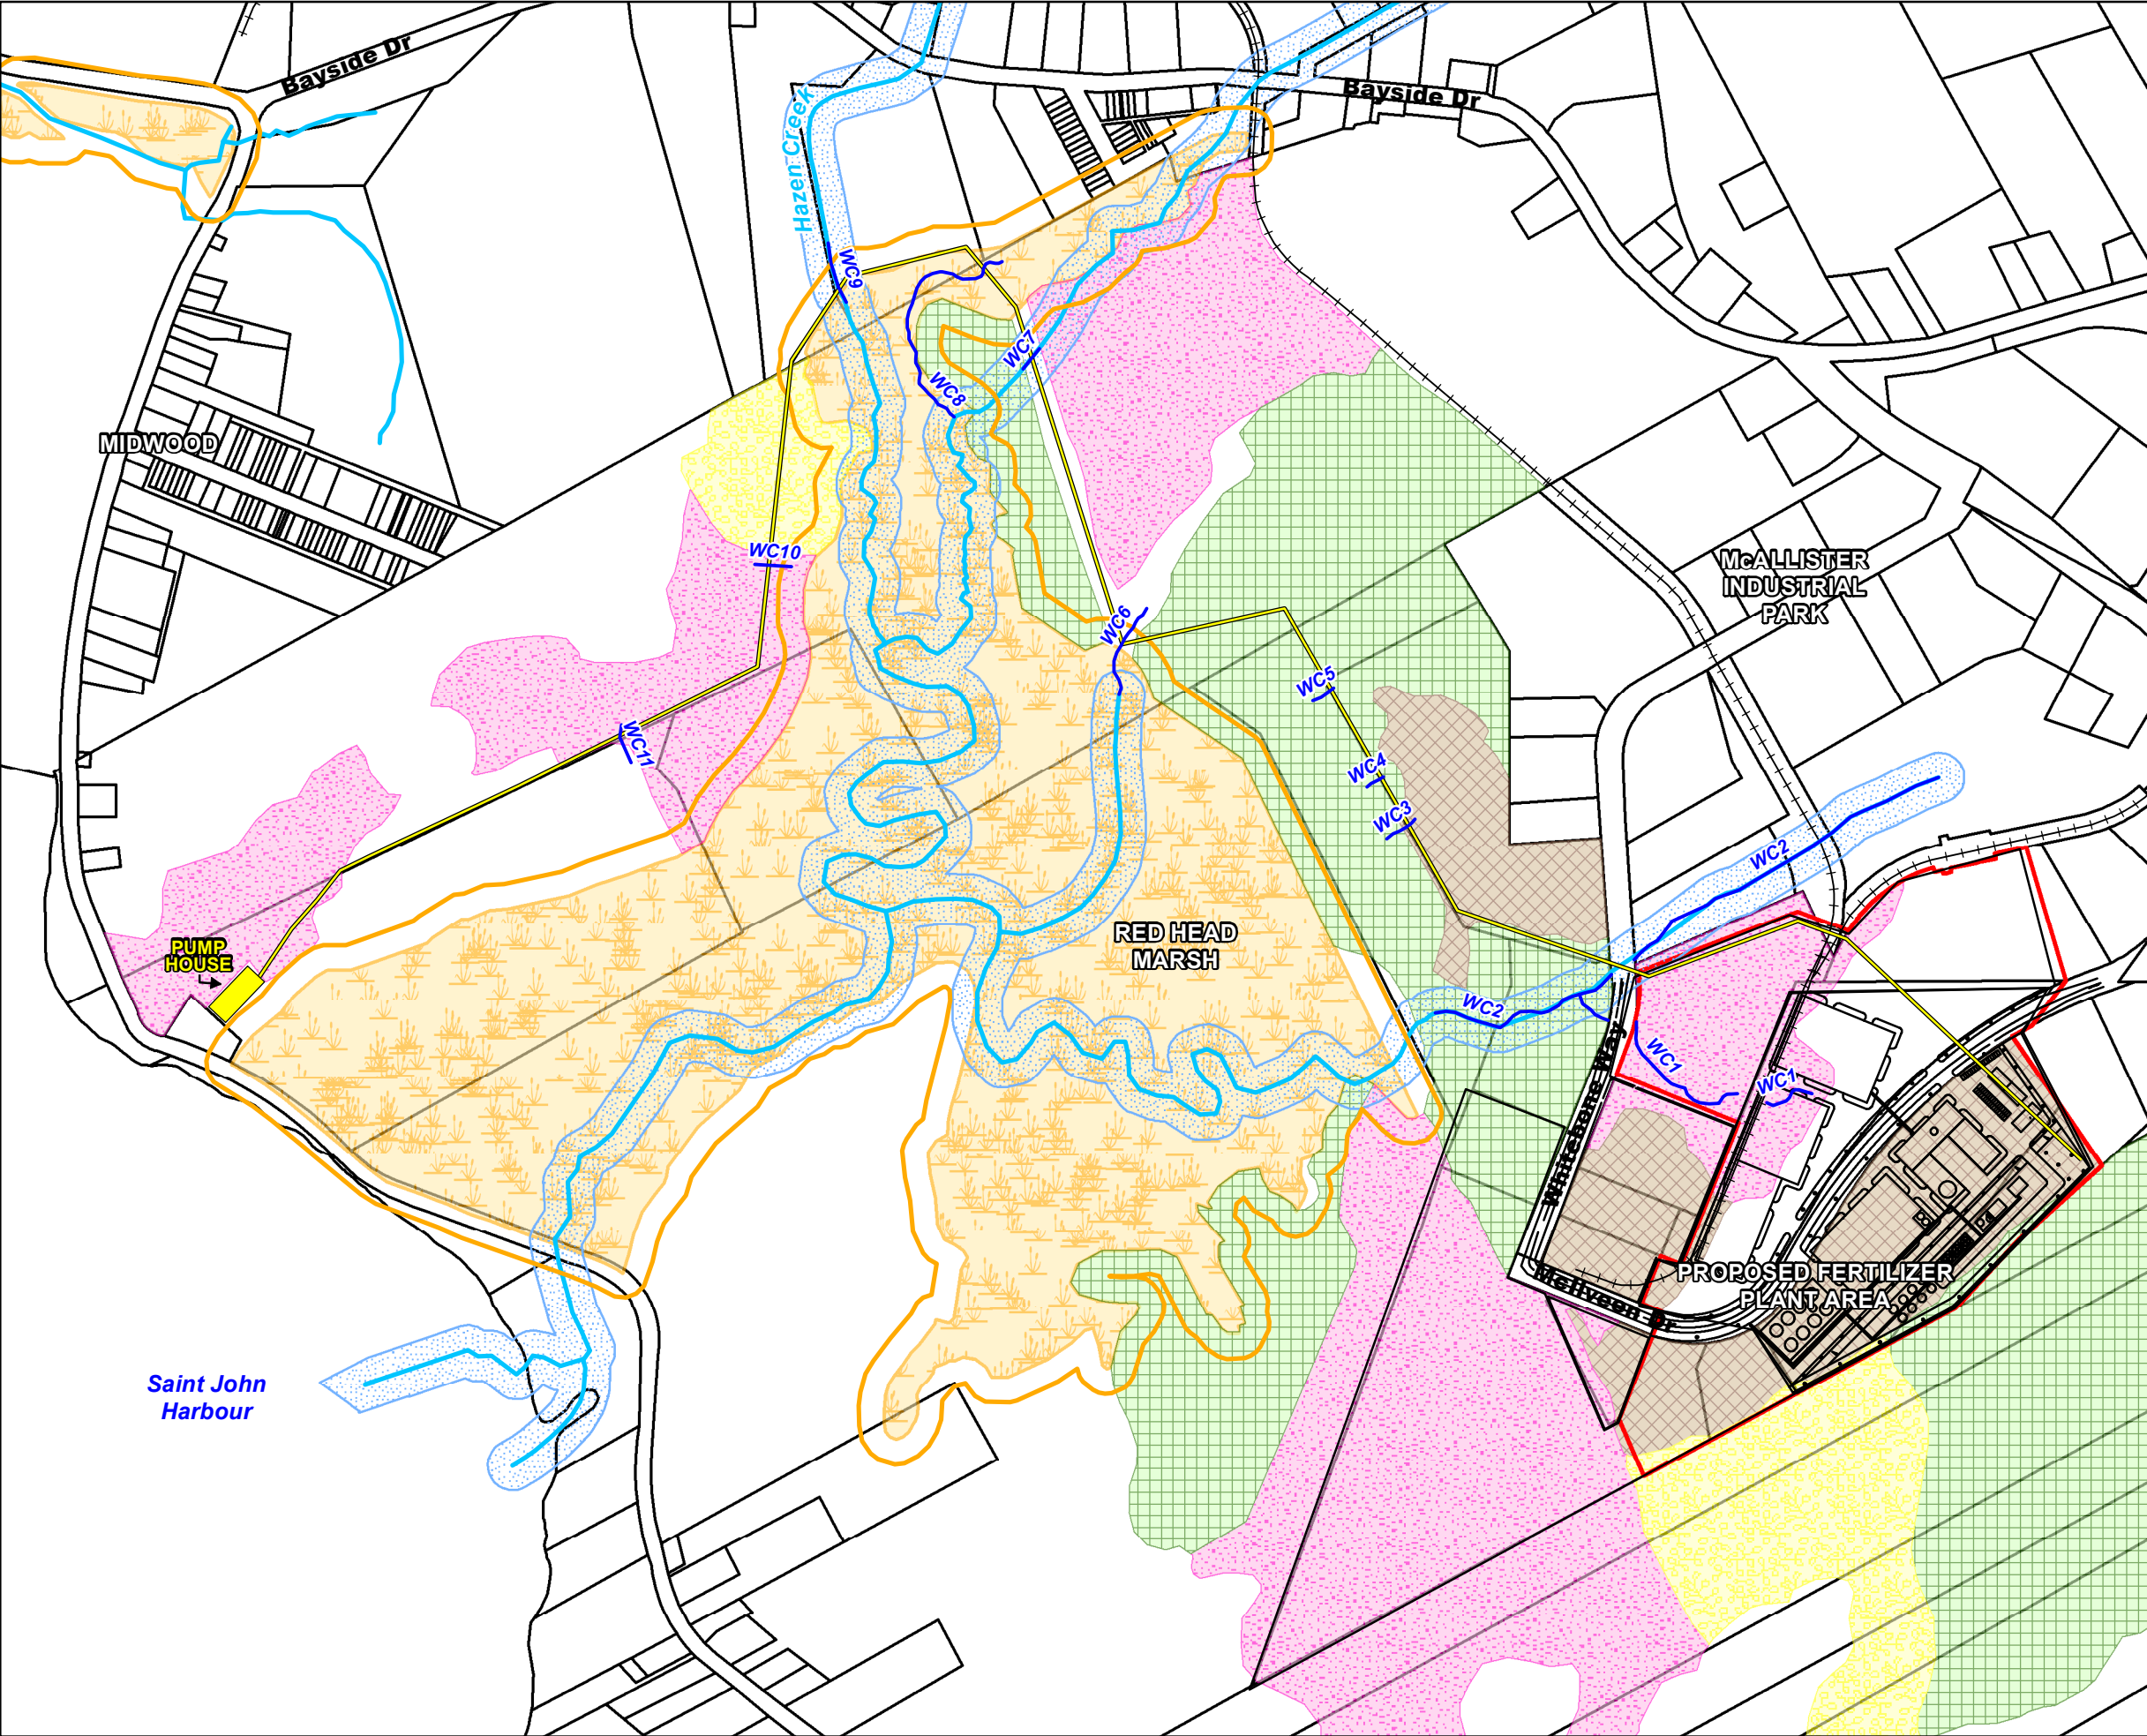 Bayside Dr
Bayside Dr
Hazen Creek
WC9
WC7
WC8
MIDWOOD
WC10
WC6
McALLISTER
INDUSTRIAL
PARK
WC5
WC11
WC4
WC3
WC2
RED HEAD
MARSH
PUMP
HOUSE
WC2
WC1
WC1
Whitebone Way
McIlveen Dr
PROPOSED FERTILIZER
PLANT AREA
Saint John
Harbour